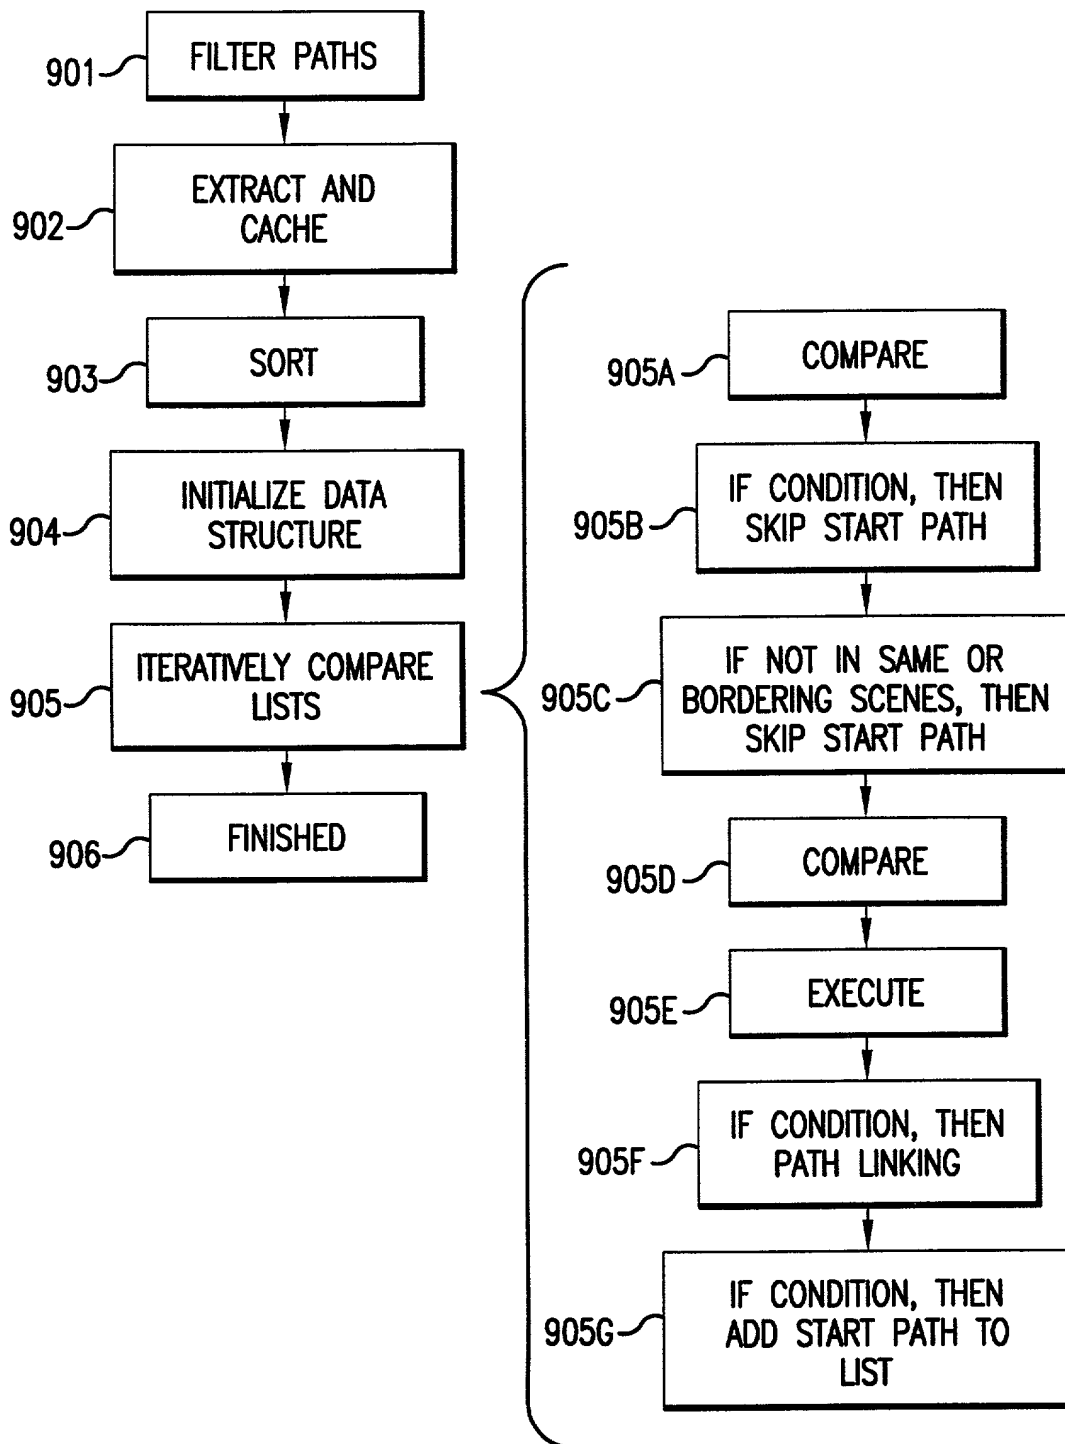 901
FILTER PATHS
902
EXTRACT AND
CACHE
903
SORT
904
INITIALIZE DATA
STRUCTURE
905
ITERATIVELY COMPARE
LISTS
906
FINISHED
905A
COMPARE
905B
IF CONDITION, THEN
SKIP START PATH
905C
IF NOT IN SAME OR
BORDERING SCENES, THEN
SKIP START PATH
905D
COMPARE
905E
EXECUTE
905F
IF CONDITION, THEN
PATH LINKING
905G
IF CONDITION, THEN
ADD START PATH TO
LIST